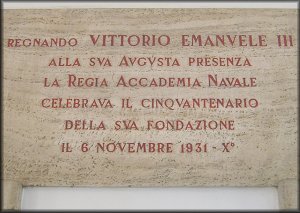 REGNANDO VITTORIO EMANVELE III
ALLA SVA AVGVSTA PRESENZA
LA REGIA ACCADEMIA NAVALE
CELEBRAVA IL CINQVANTENARIO
DELLA SVA FONDAZIONE
IL 6 NOVEMBRE 1931 - Xº